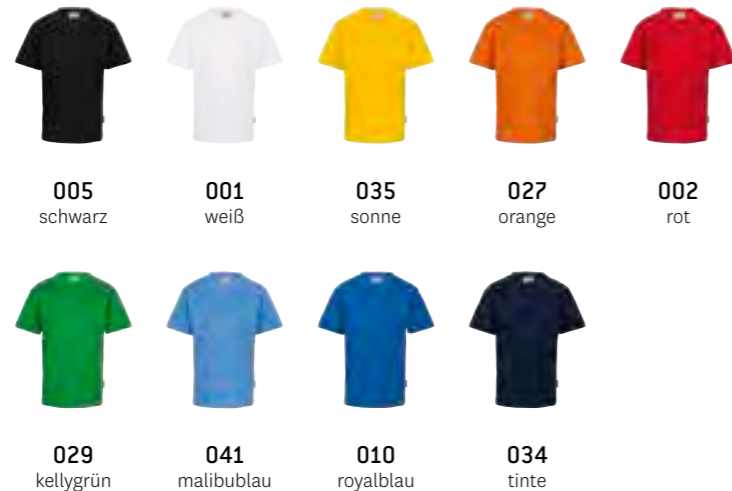 005 001 035 027 002
schwarz weiß sonne orange rot
029 041 010 034
kellygrün malibublau royalblau tinte